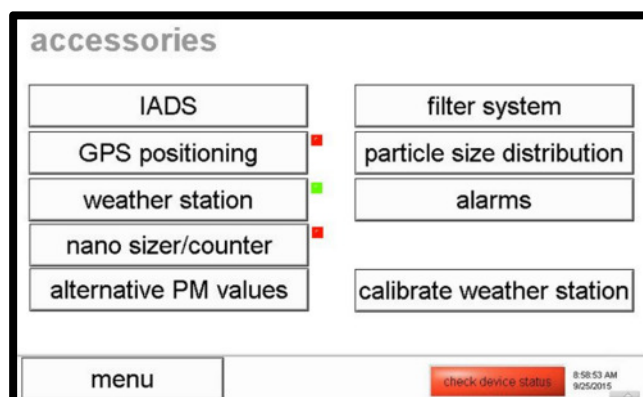 accessories
IADS
filter system
GPS positioning
particle size distribution
weather station
alarms
nano sizer/counter
alternative PM values
calibrate weather station
menu
check device status
8:58:53 AM
9/25/2015